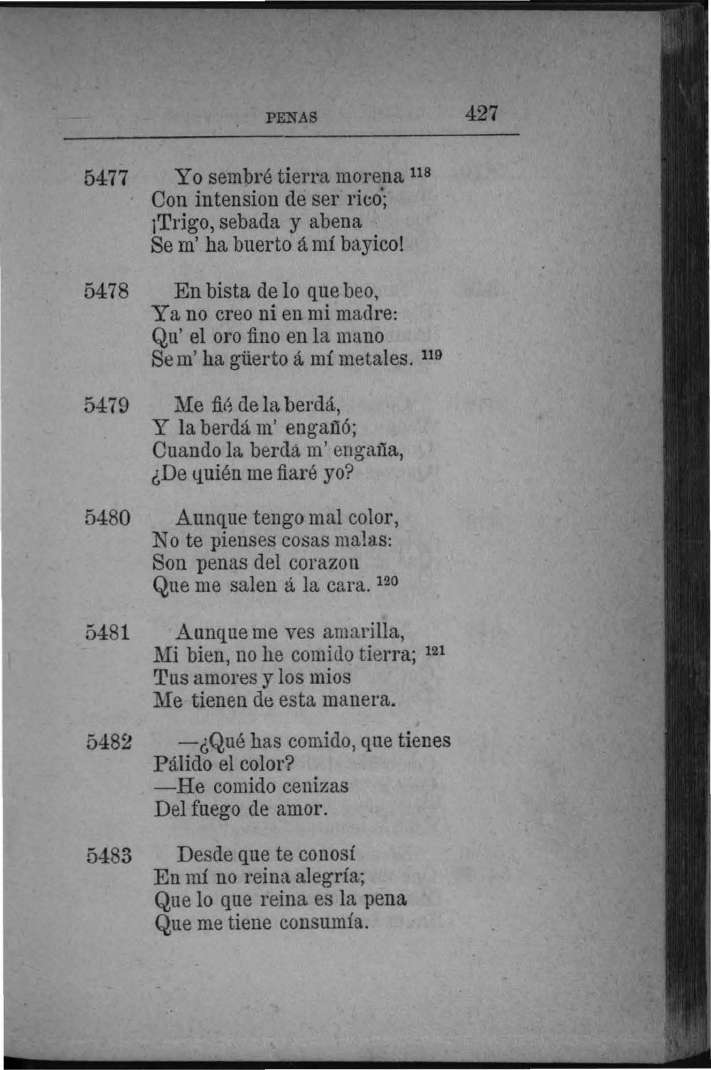 PENAS 427
5477 Yo sembré tierra morena 118
Con intension de ser rico;
¡Trigo, sebada y abena
Se m' ha buerto á mí bayico!
5478 En bista de lo que beo,
Ya no creo ni en mi madre:
Qu' el oro fino en la mano
Se m' ha güerto á mí metales. 119
5479 Me fié de la berdá,
Y la berdá m' engañó;
Cuando la berdá m' engaña,
¿De quién me fiaré yo?
5480 Aunque tengo mal color,
No te pienses cosas malas:
Son penas del corazon
Que me salen á la cara. 120
5481 Aunque me ves amarilla,
Mi bien, no he comido tierra; 121
Tus amores y los mios
Me tienen de esta manera.
5482 —¿Qué has comido, que tienes
Pálido el color?
—He comido cenizas
Del fuego de amor.
5483 Desde que te conosí
En mí no reina alegría;
Que lo que reina es la pena
Que me tiene consumía.